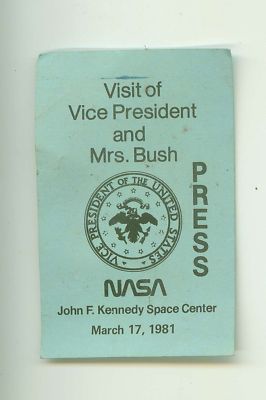 Visit of
Vice President
and
Mrs. Bush
PRESS
VICE PRESIDENT OF THE UNITED STATES
NASA
John F. Kennedy Space Center
March 17, 1981